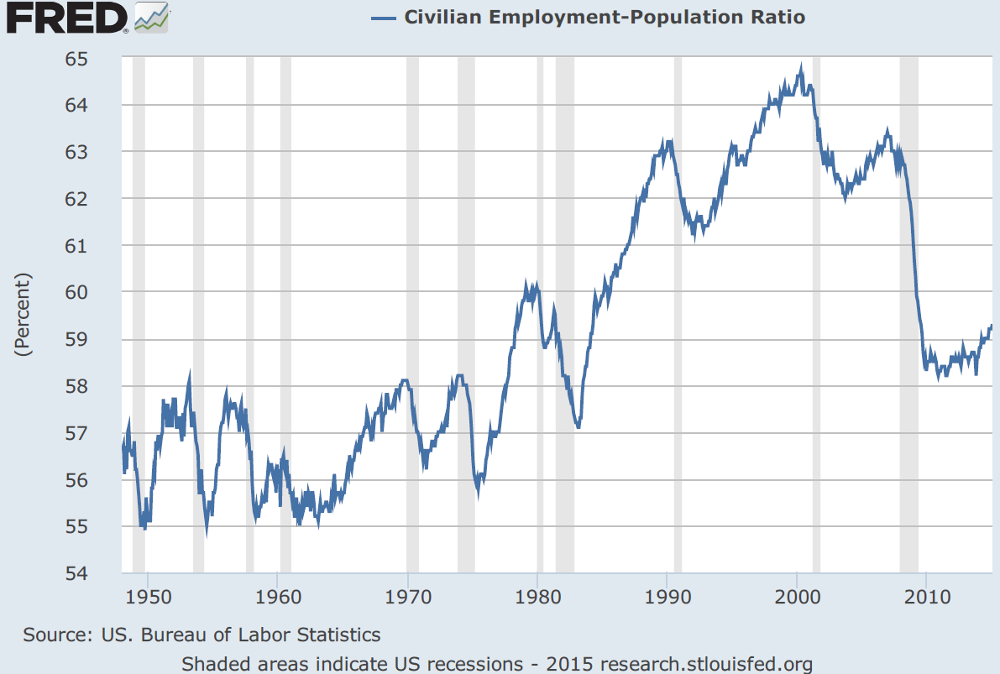 FRED®
Civilian Employment-Population Ratio
65
64
63
62
61
60
59
58
57
56
55
54
(Percent)
1950 1960 1970 1980 1990 2000 2010
Source: US. Bureau of Labor Statistics
Shaded areas indicate US recessions - 2015 research.stlouisfed.org